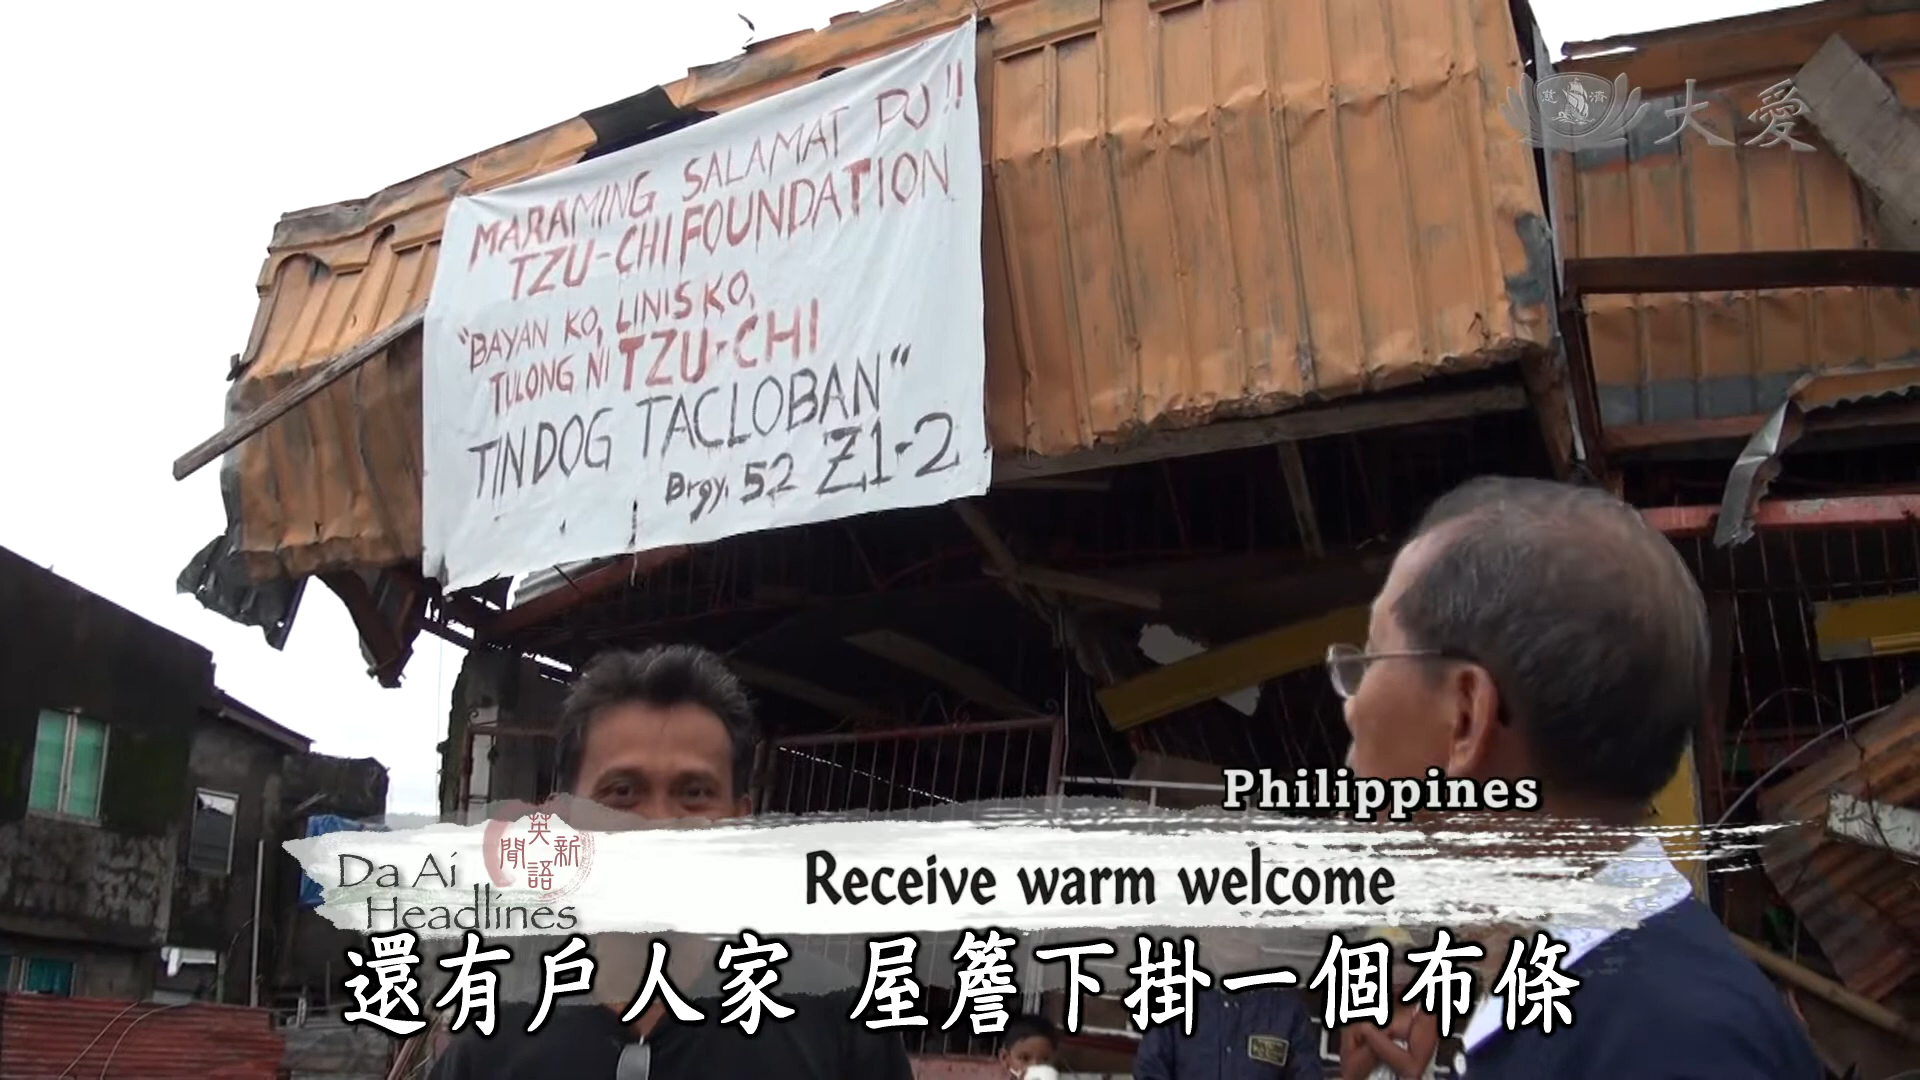 MARAMING SALAMAT PO!!
TZU-CHI FOUNDATION
"BAYAN KO, LINIS KO,
TULONG NI TZU-CHI
TINDOG TACLOBAN"
Brgy. 52 Z1-2
慈 濟 大愛
Philippines
Receive warm welcome
英語新聞
Da Ai
Headlines
還有戶人家 屋簷下掛一個布條